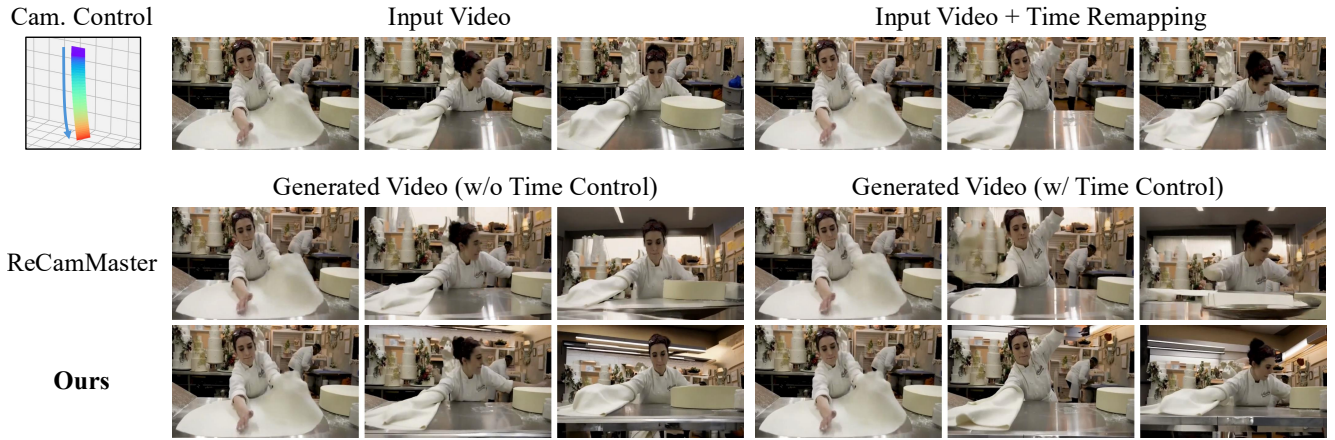 Cam. Control
Input Video
Input Video + Time Remapping
Generated Video (w/o Time Control)
Generated Video (w/ Time Control)
ReCamMaster
Ours